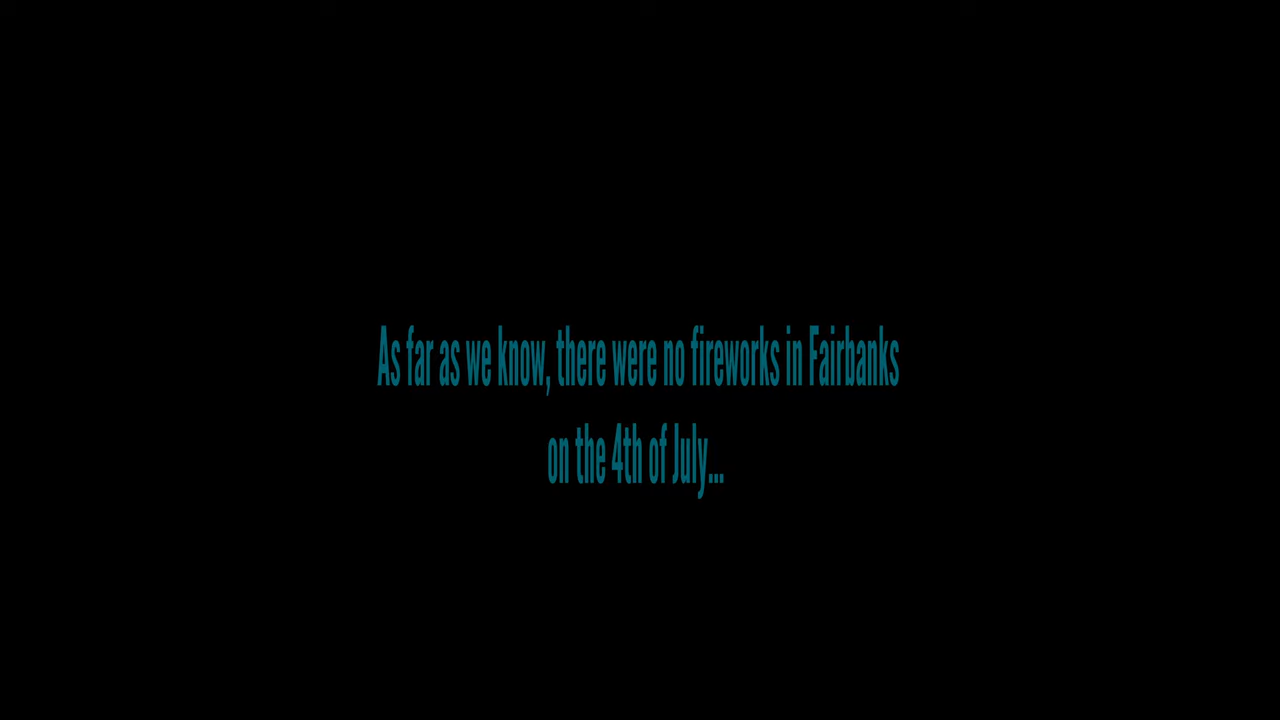 As far as we know, there were no fireworks in Fairbanks
on the 4th of July...